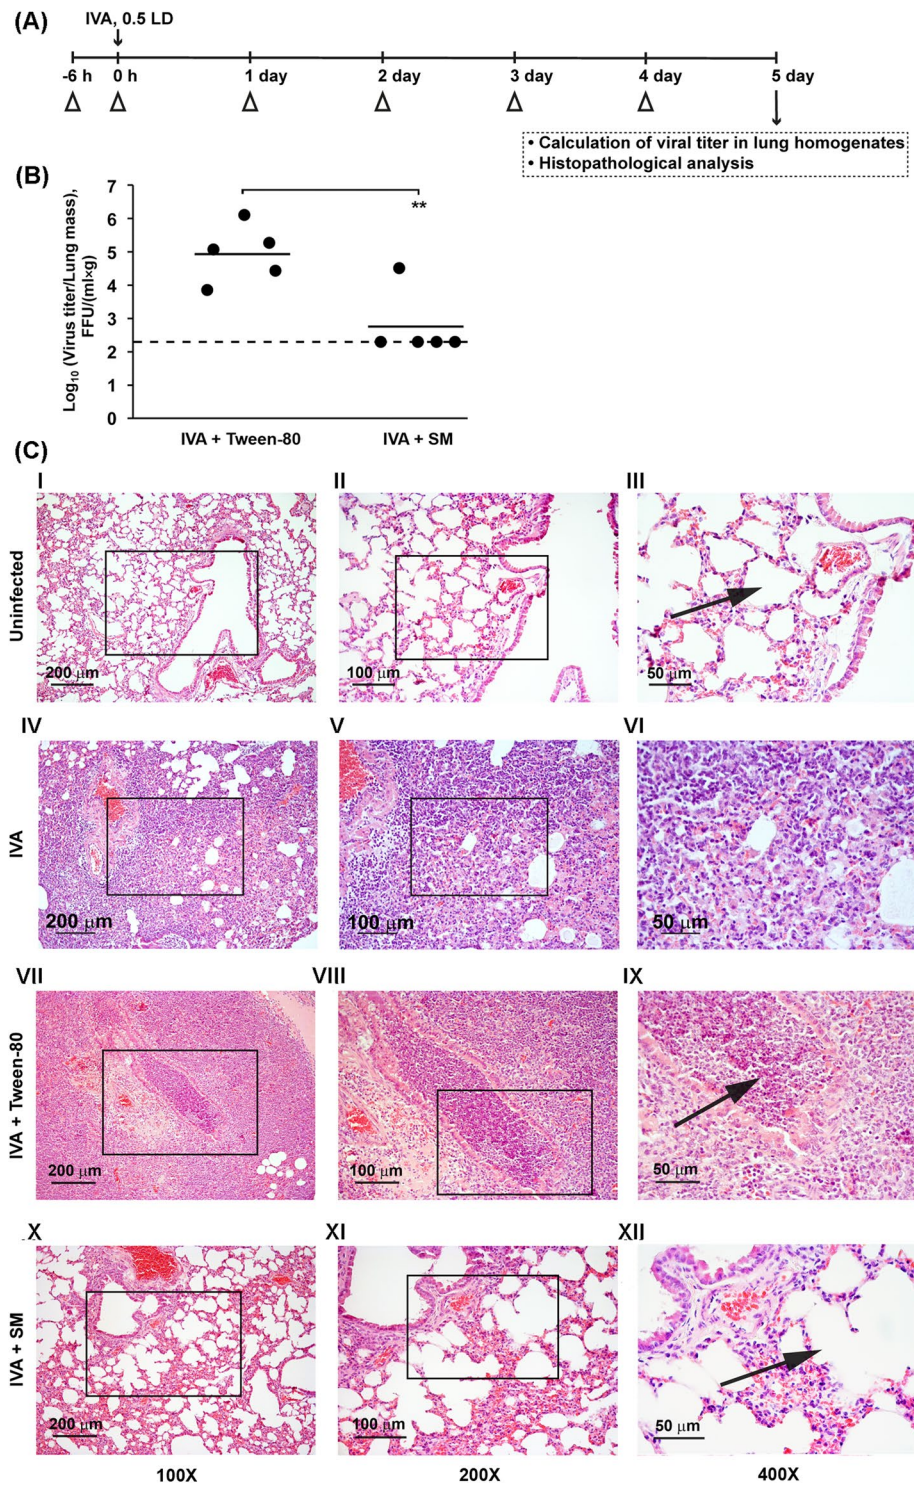 (A)
IVA, 0.5 LD
-6 h 0 h 1 day 2 day 3 day 4 day 5 day
• Calculation of viral titer in lung homogenates
• Histopathological analysis
(B)
Log10 (Virus titer/Lung mass),
FFU/(ml×g)
7
6
5
4
3
2
1
0
**
IVA + Tween-80 IVA + SM
(C)
I II III
Uninfected
200 μm 100 μm 50 μm
IV V VI
IVA
200 μm 100 μm 50 μm
VII VIII IX
IVA + Tween-80
200 μm 100 μm 50 μm
X XI XII
IVA + SM
200 μm 100 μm 50 μm
100X 200X 400X